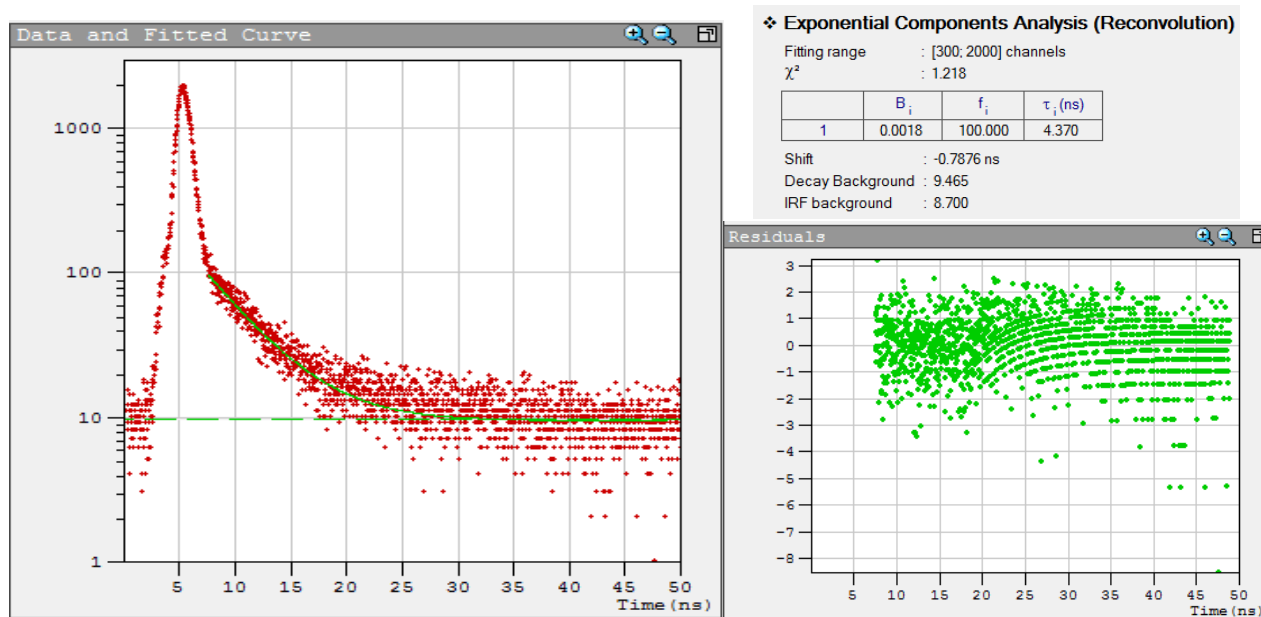 Data and Fitted Curve
1000
100
10
1
5 10 15 20 25 30 35 40 45 50
Time(ns)
❖ Exponential Components Analysis (Reconvolution)
Fitting range : [300; 2000] channels
χ² : 1.218
B i f i τ i (ns)
1 0.0018 100.000 4.370
Shift : -0.7876 ns
Decay Background : 9.465
IRF background : 8.700
Residuals
3
2
1
0
-1
-2
-3
-4
-5
-6
-7
-8
5 10 15 20 25 30 35 40 45 50
Time(ns)